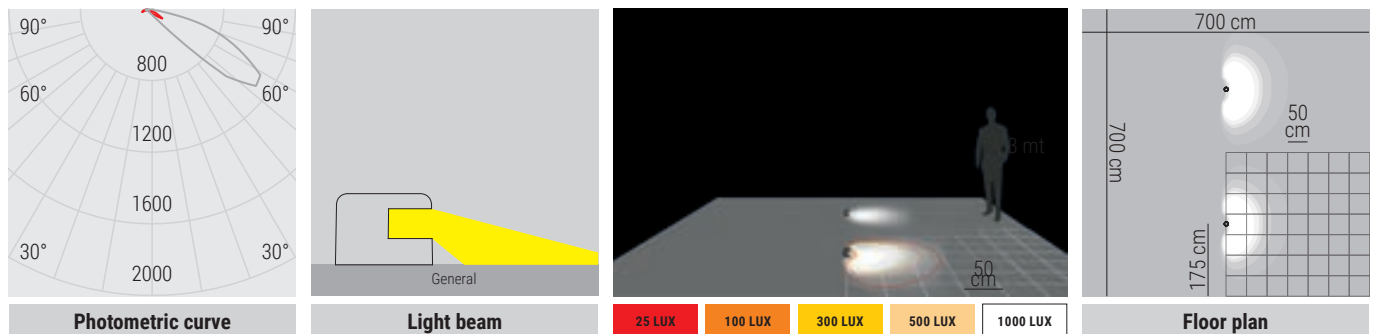 90°
90°
800
60°
60°
1200
1600
30°
30°
2000
Photometric curve
General
Light beam
3 mt
50
cm
25 LUX
100 LUX
300 LUX
500 LUX
1000 LUX
700 cm
700 cm
50
cm
175 cm
Floor plan